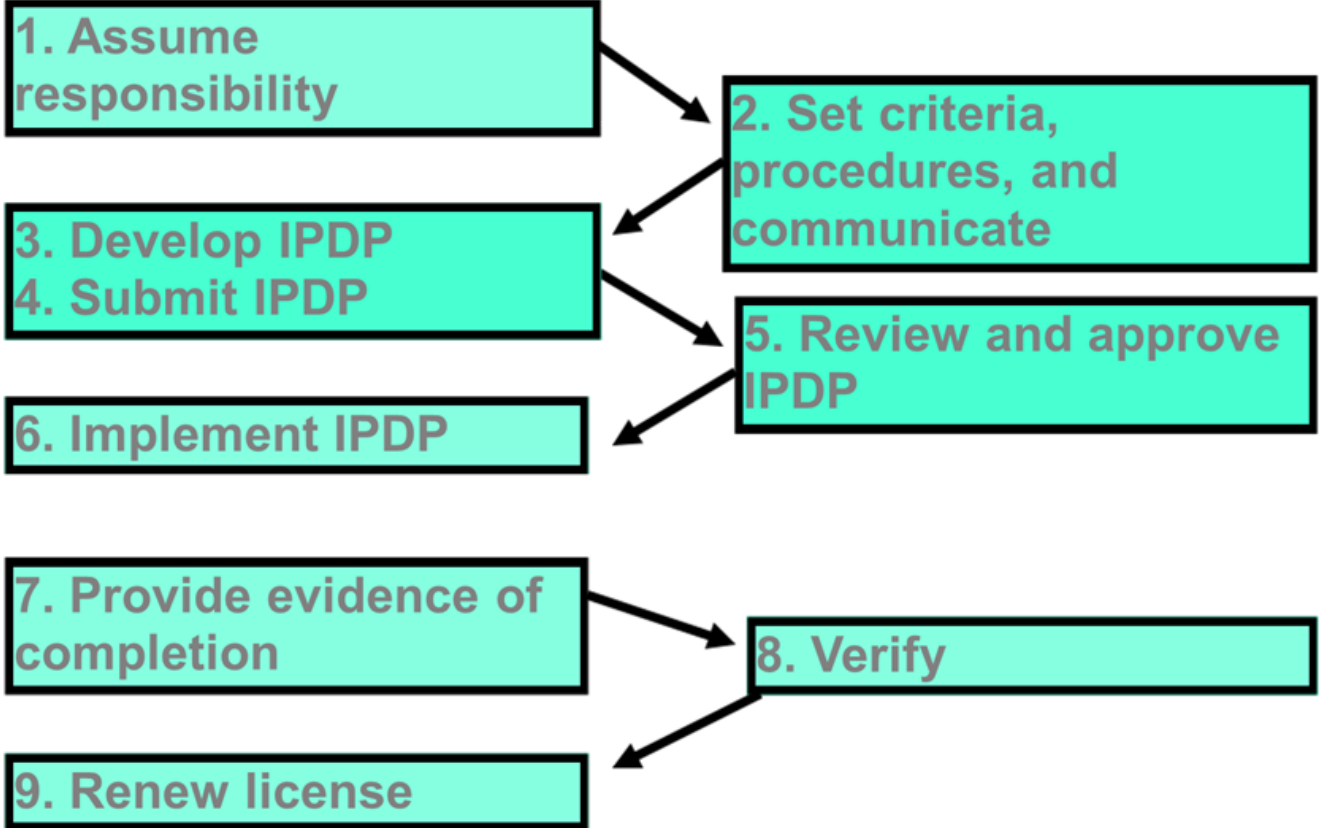 1. Assume
responsibility
2. Set criteria,
procedures, and
communicate
3. Develop IPDP
4. Submit IPDP
5. Review and approve
IPDP
6. Implement IPDP
7. Provide evidence of
completion
8. Verify
9. Renew license